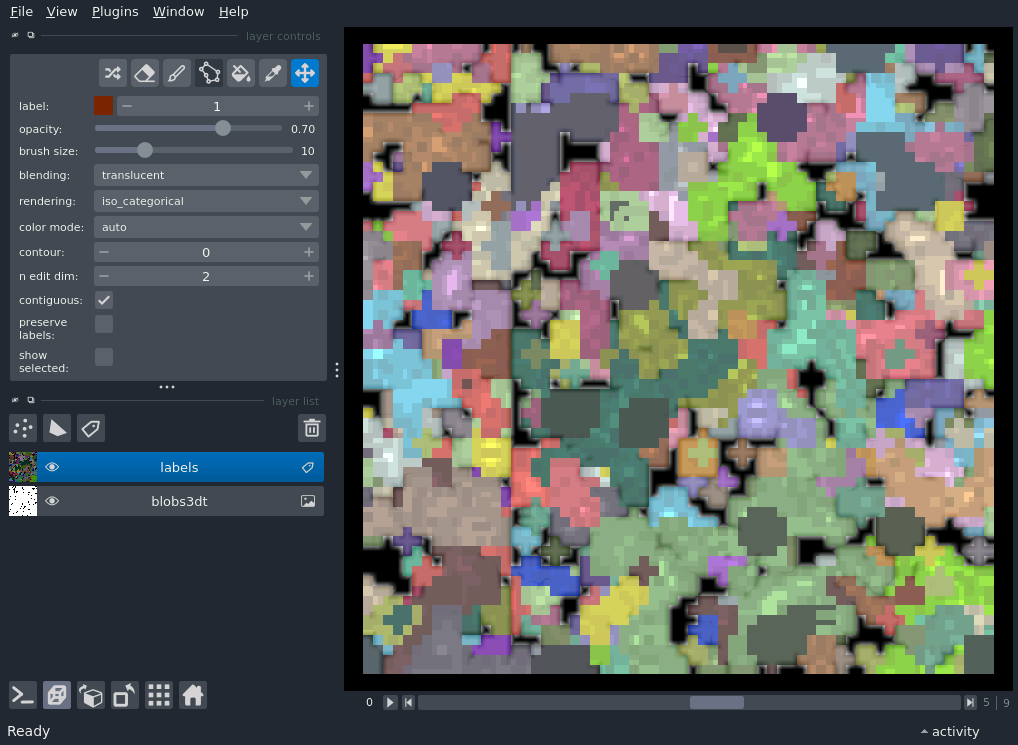 File View Plugins Window Help
layer controls
label: 1
opacity: 0.70
brush size: 10
blending: translucent
rendering: iso_categorical
color mode: auto
contour: 0
n edit dim: 2
contiguous:
preserve
labels:
show
selected:
layer list
labels
blobs3dt
0 5 | 9
Ready activity